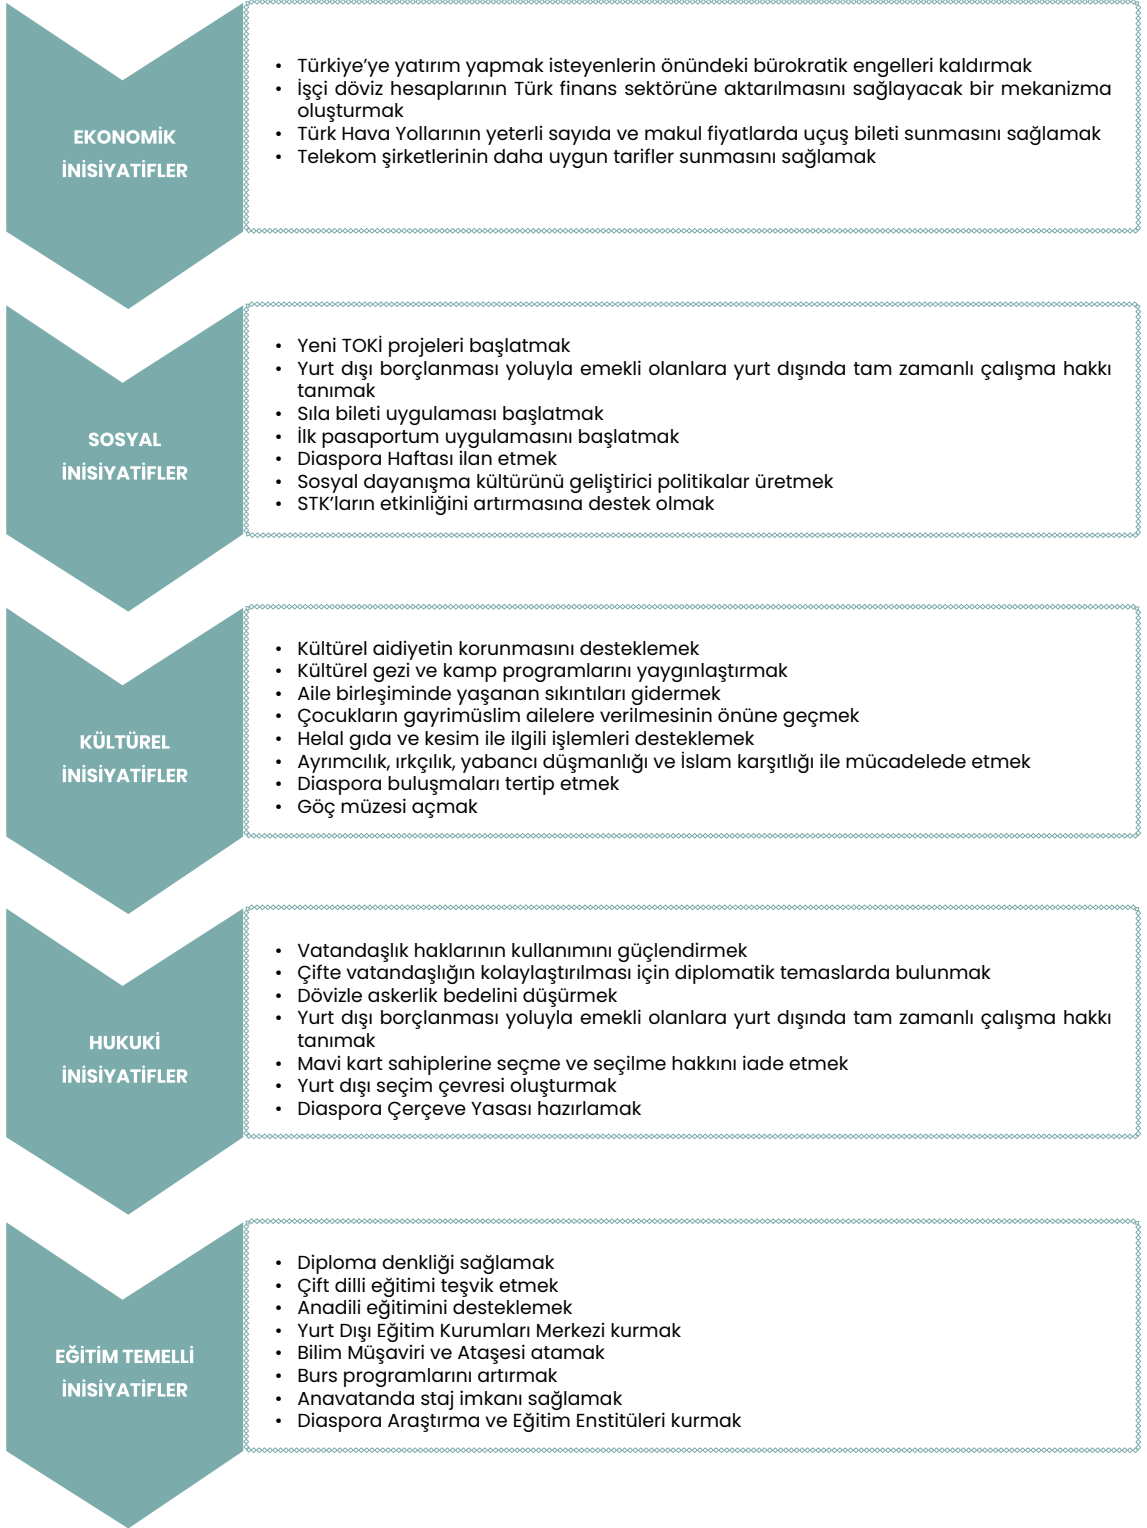 EKONOMİK
İNİSİYATİFLER
• Türkiye’ye yatırım yapmak isteyenlerin önündeki bürokratik engelleri kaldırmak
• İşçi döviz hesaplarının Türk finans sektörüne aktarılmasını sağlayacak bir mekanizma
oluşturmak
• Türk Hava Yollarının yeterli sayıda ve makul fiyatlarda uçuş bileti sunmasını sağlamak
• Telekom şirketlerinin daha uygun tarifler sunmasını sağlamak
SOSYAL
İNİSİYATİFLER
• Yeni TOKİ projeleri başlatmak
• Yurt dışı borçlanması yoluyla emekli olanlara yurt dışında tam zamanlı çalışma hakkı
tanımak
• Sıla bileti uygulaması başlatmak
• İlk pasaportum uygulamasını başlatmak
• Diaspora Haftası ilan etmek
• Sosyal dayanışma kültürünü geliştirici politikalar üretmek
• STK’ların etkinliğini artırmasına destek olmak
KÜLTÜREL
İNİSİYATİFLER
• Kültürel aidiyetin korunmasını desteklemek
• Kültürel gezi ve kamp programlarını yaygınlaştırmak
• Aile birleşiminde yaşanan sıkıntıları gidermek
• Çocukların gayrimüslim ailelere verilmesinin önüne geçmek
• Helal gıda ve kesim ile ilgili işlemleri desteklemek
• Ayrımcılık, ırkçılık, yabancı düşmanlığı ve İslam karşıtlığı ile mücadelede etmek
• Diaspora buluşmaları tertip etmek
• Göç müzesi açmak
HUKUKİ
İNİSİYATİFLER
• Vatandaşlık haklarının kullanımını güçlendirmek
• Çifte vatandaşlığın kolaylaştırılması için diplomatik temaslarda bulunmak
• Dövizle askerlik bedelini düşürmek
• Yurt dışı borçlanması yoluyla emekli olanlara yurt dışında tam zamanlı çalışma hakkı
tanımak
• Mavi kart sahiplerine seçme ve seçilme hakkını iade etmek
• Yurt dışı seçim çevresi oluşturmak
• Diaspora Çerçeve Yasası hazırlamak
EĞİTİM TEMELLİ
İNİSİYATİFLER
• Diploma denkliği sağlamak
• Çift dilli eğitimi teşvik etmek
• Anadili eğitimini desteklemek
• Yurt Dışı Eğitim Kurumları Merkezi kurmak
• Bilim Müşaviri ve Ataşesi atamak
• Burs programlarını artırmak
• Anavatanda staj imkanı sağlamak
• Diaspora Araştırma ve Eğitim Enstitüleri kurmak